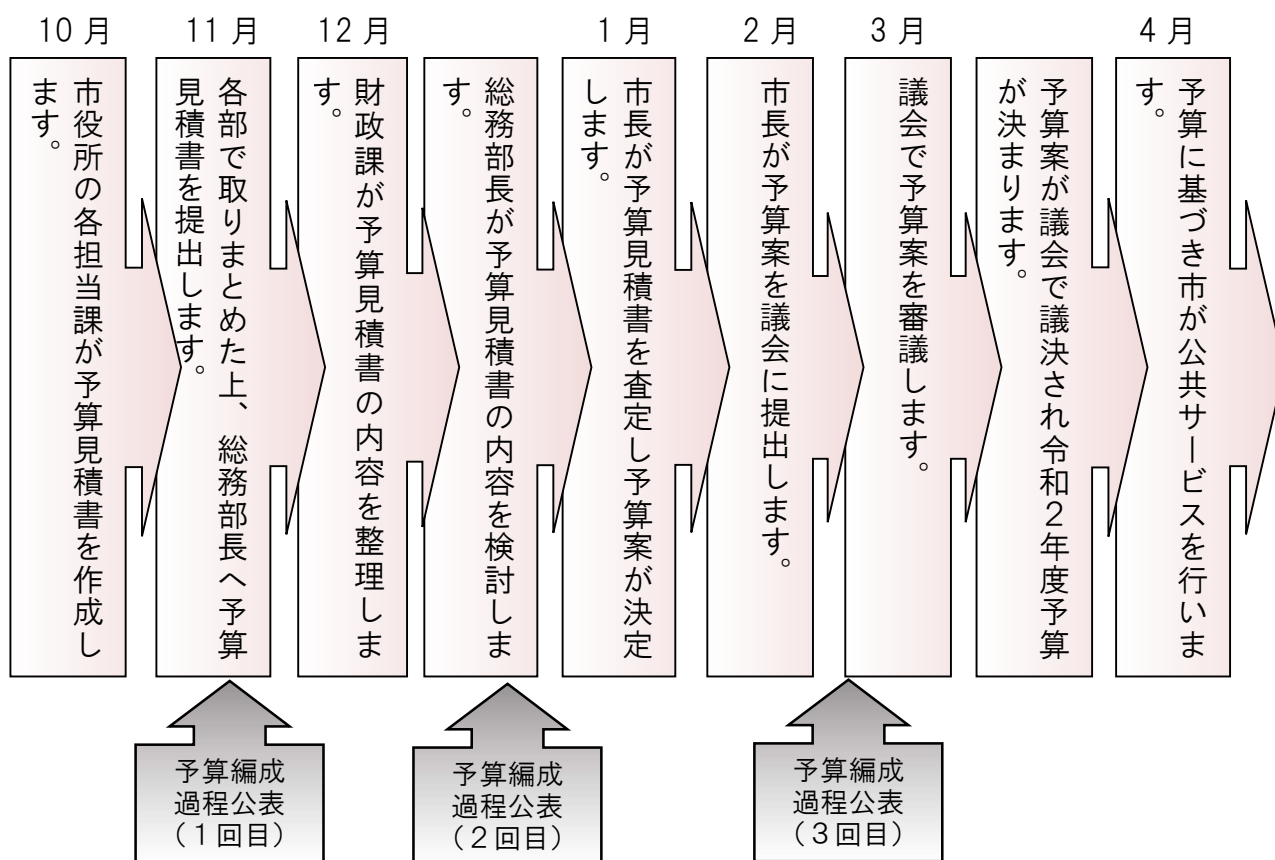 10 月
11 月
12 月
1 月
2 月
3 月
4 月
市役所の各担当課が予算見積書を作成し
ます。
各部で取りまとめた上、総務部長へ予算
見積書を提出します。
財政課が予算見積書の内容を整理しま
す。
総務部長が予算見積書の内容を検討しま
す。
市長が予算見積書を査定し予算案が決定
します。
市長が予算案を議会に提出します。
議会で予算案を審議します。
予算案が議会で議決され令和２年度予算
が決まります。
予算に基づき市が公共サービスを行いま
す。
予算編成
過程公表
（１回目）
予算編成
過程公表
（２回目）
予算編成
過程公表
（３回目）